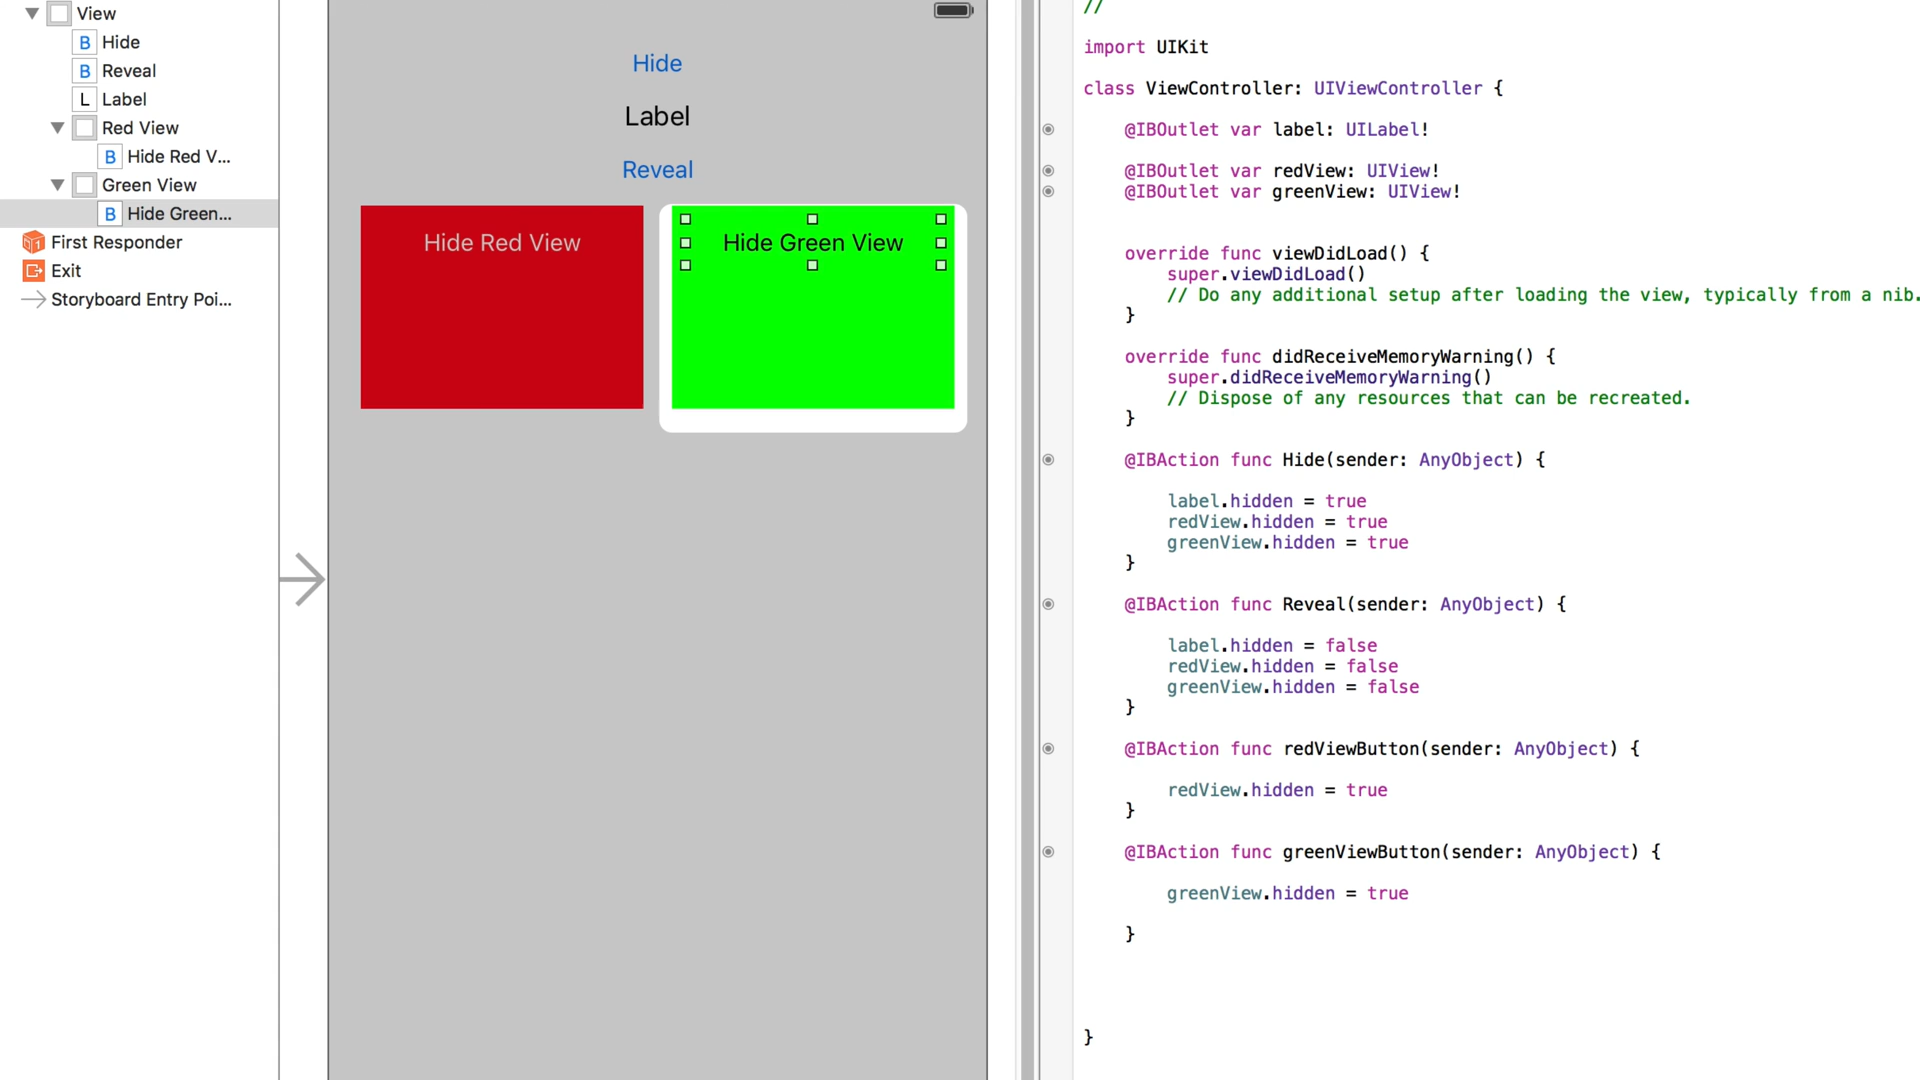 View
B Hide
B Reveal
L Label
Red View
B Hide Red V...
Green View
B Hide Green...
First Responder
Exit
Storyboard Entry Poi...
Hide
Label
Reveal
Hide Red View
Hide Green View
//
import UIKit
class ViewController: UIViewController {
@IBOutlet var label: UILabel!
@IBOutlet var redView: UIView!
@IBOutlet var greenView: UIView!
override func viewDidLoad() {
super.viewDidLoad()
// Do any additional setup after loading the view, typically from a nib.
}
override func didReceiveMemoryWarning() {
super.didReceiveMemoryWarning()
// Dispose of any resources that can be recreated.
}
@IBAction func Hide(sender: AnyObject) {
label.hidden = true
redView.hidden = true
greenView.hidden = true
}
@IBAction func Reveal(sender: AnyObject) {
label.hidden = false
redView.hidden = false
greenView.hidden = false
}
@IBAction func redViewButton(sender: AnyObject) {
redView.hidden = true
}
@IBAction func greenViewButton(sender: AnyObject) {
greenView.hidden = true
}
}